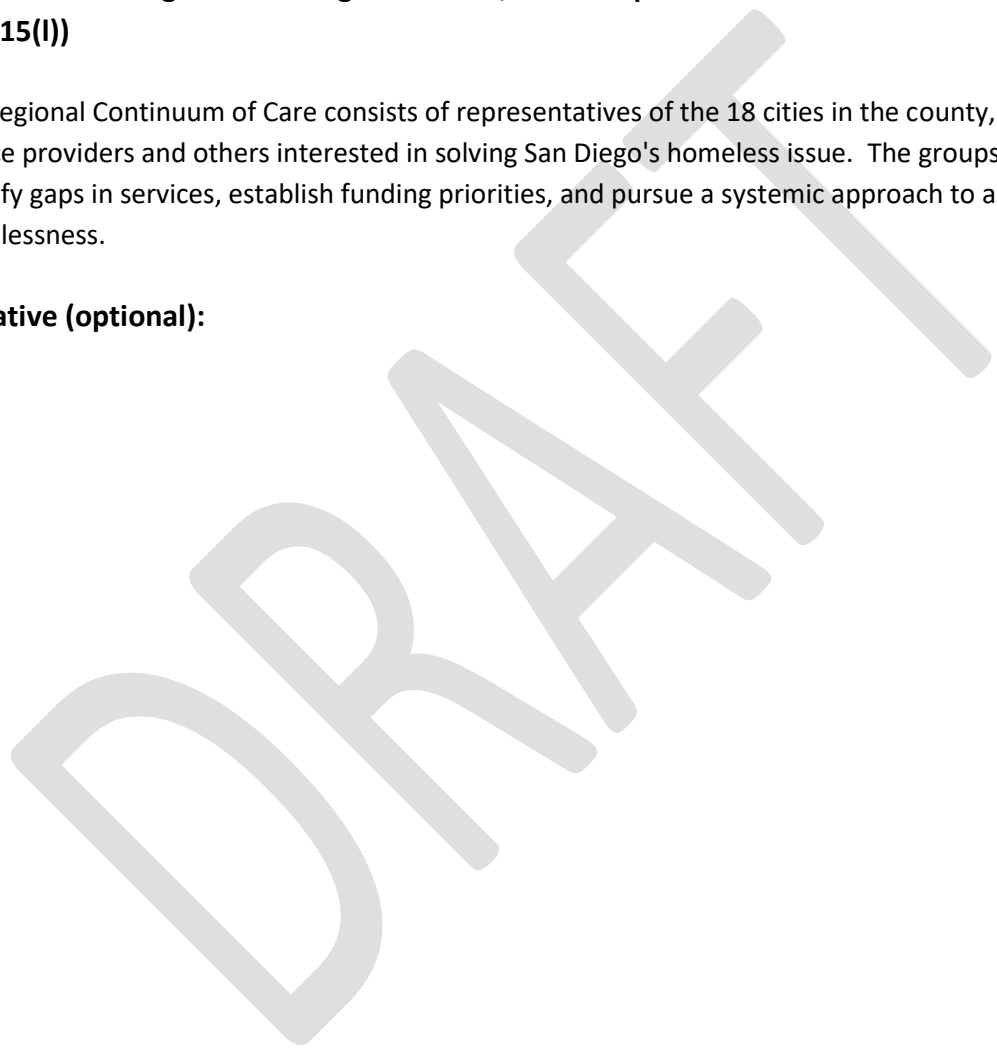 15(l))
egional Continuum of Care consists of representatives of the 18 cities in the county,
e providers and others interested in solving San Diego's homeless issue. The groups
fy gaps in services, establish funding priorities, and pursue a systemic approach to a
lessness.
ative (optional):
DRAFT